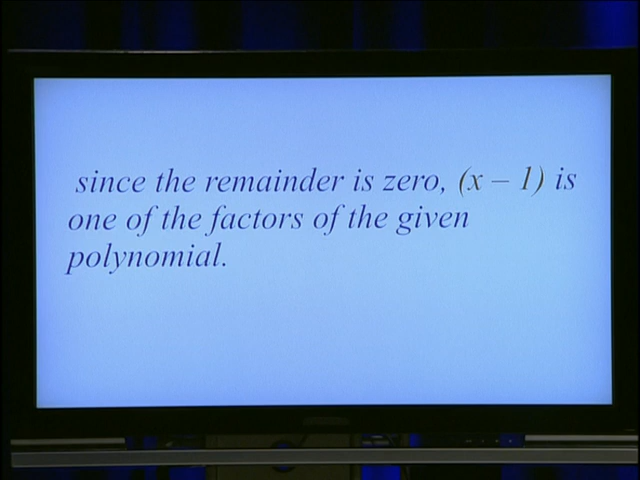 since the remainder is zero, (x – 1) is
one of the factors of the given
polynomial.